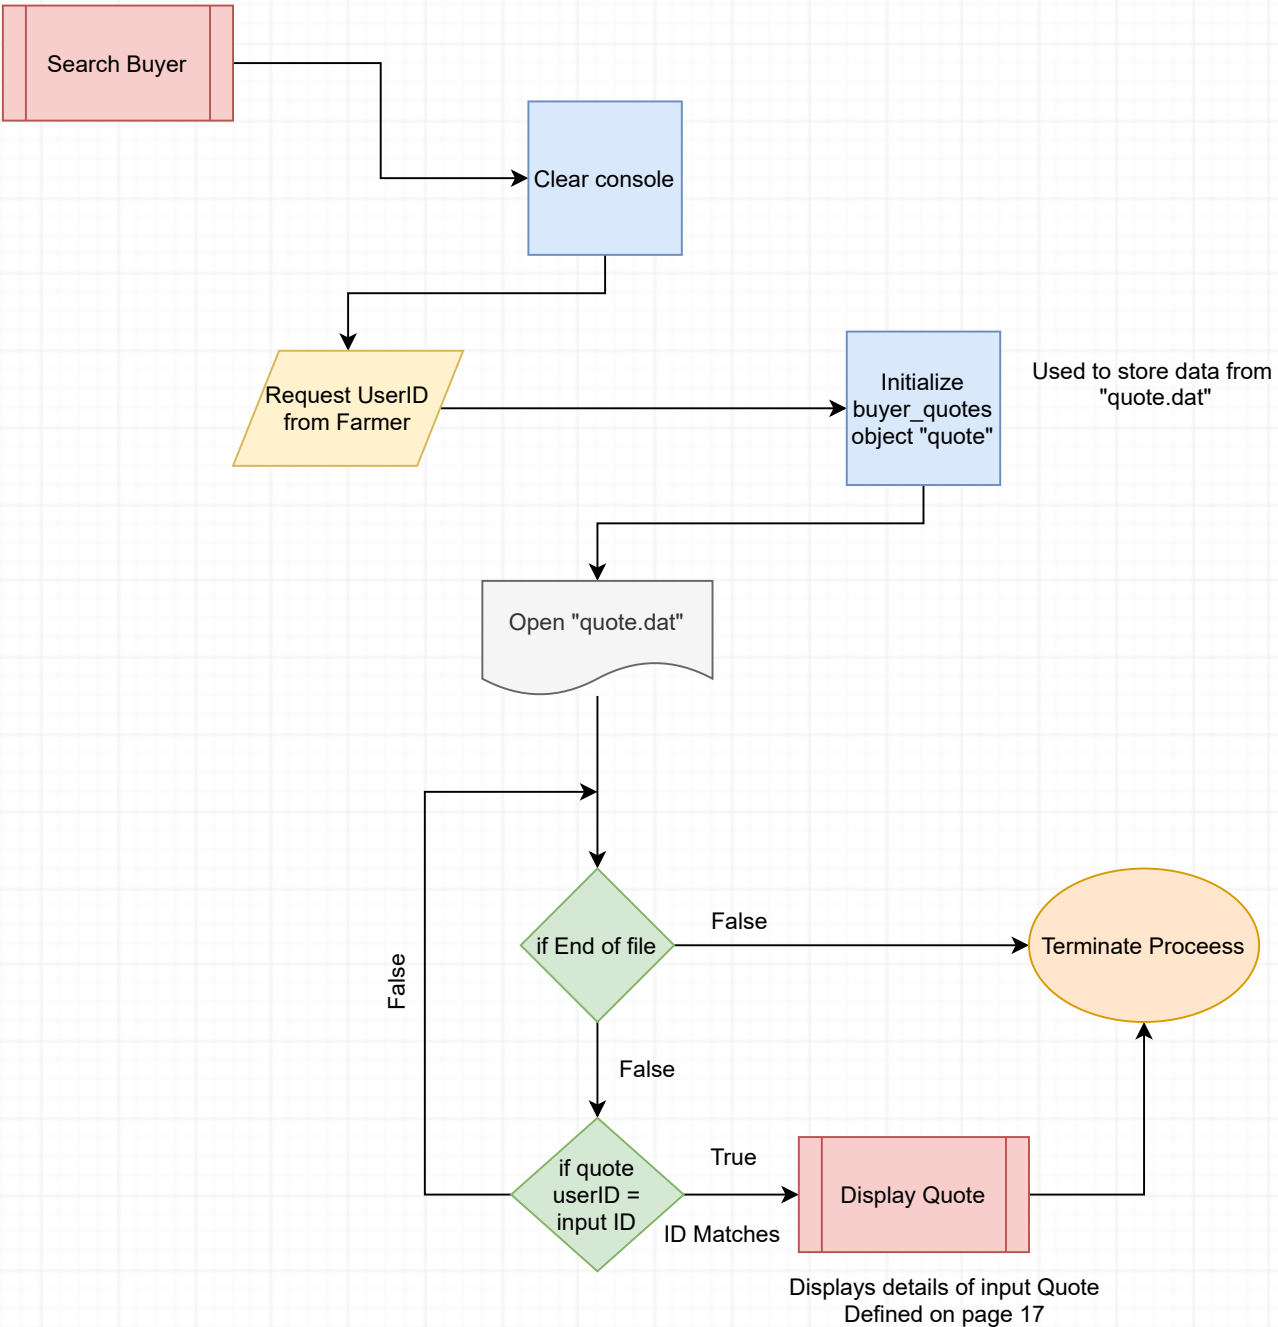 Search Buyer
Clear console
Request UserID
from Farmer
Initialize
buyer_quotes
object "quote"
Used to store data from
"quote.dat"
Open "quote.dat"
if End of file
False
Terminate Proceess
False
False
if quote
userID =
input ID
True
ID Matches
Display Quote
Displays details of input Quote
Defined on page 17